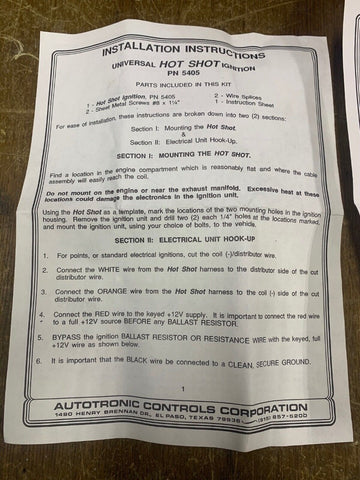 INSTALLATION INSTRUCTIONS
UNIVERSAL HOT SHOT IGNITION
PN 5405
PARTS INCLUDED IN THIS KIT
1 - Hot Shot Ignition, PN 5405
2 - Sheet Metal Screws #8 x 1¼"
2 - Wire Splices
1 - Instruction Sheet
For ease of installation, these instructions are broken down into two (2) sections:
Section I: Mounting the Hot Shot.
&
Section II: Electrical Unit Hook-Up.
SECTION I: MOUNTING THE HOT SHOT.
Find a location in the engine compartment which is reasonably flat and where the cable
assembly will easily reach the coil.
Do not mount on the engine or near the exhaust manifold. Excessive heat at these
locations could damage the electronics in the ignition unit.
Using the Hot Shot as a template, mark the locations of the two mounting holes in the ignition
housing. Remove the ignition unit and drill two (2) each 1/4" holes at the locations marked,
and mount the ignition unit, using your choice of bolts, to the vehicle.
SECTION II: ELECTRICAL UNIT HOOK-UP
1. For points, or standard electronic ignitions, cut the coil (-)/distributor wire.
2. Connect the WHITE wire from the Hot Shot harness to the distributor side of the cut
distributor wire.
3. Connect the ORANGE wire from the Hot Shot harness to the coil (-) side of the cut
distributor wire.
4. Connect the RED wire to the keyed +12V supply. It is important to connect the red wire
to a full +12V source BEFORE any BALLAST RESISTOR.
5. BYPASS the ignition BALLAST RESISTOR OR RESISTANCE WIRE with the keyed, full
+12V wire as shown below.
6. It is important that the BLACK wire be connected to a CLEAN, SECURE GROUND.
1
AUTOTRONIC CONTROLS CORPORATION
1490 HENRY BRENNAN DR., EL PASO, TEXAS 79936 (915) 857-5200